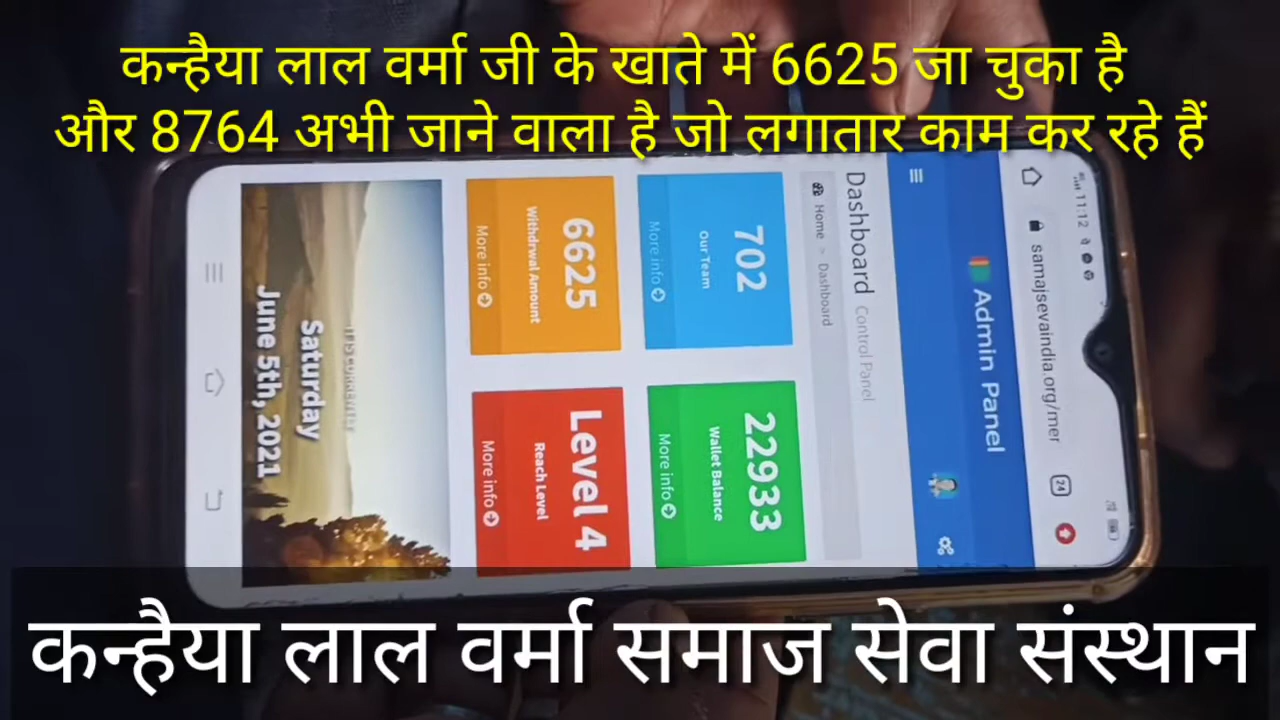 कन्हैया लाल वर्मा जी के खाते में 6625 जा चुका है
और 8764 अभी जाने वाला है जो लगातार काम कर रहे हैं
11:12
samajsevaindia.org/mer
24
Admin Panel
Dashboard Control Panel
Home > Dashboard
702
Our Team
More info
22933
Wallet Balance
More info
6625
Withdrwal Amount
More info
Level 4
Reach Level
More info
Saturday
June 5th, 2021
कन्हैया लाल वर्मा समाज सेवा संस्थान